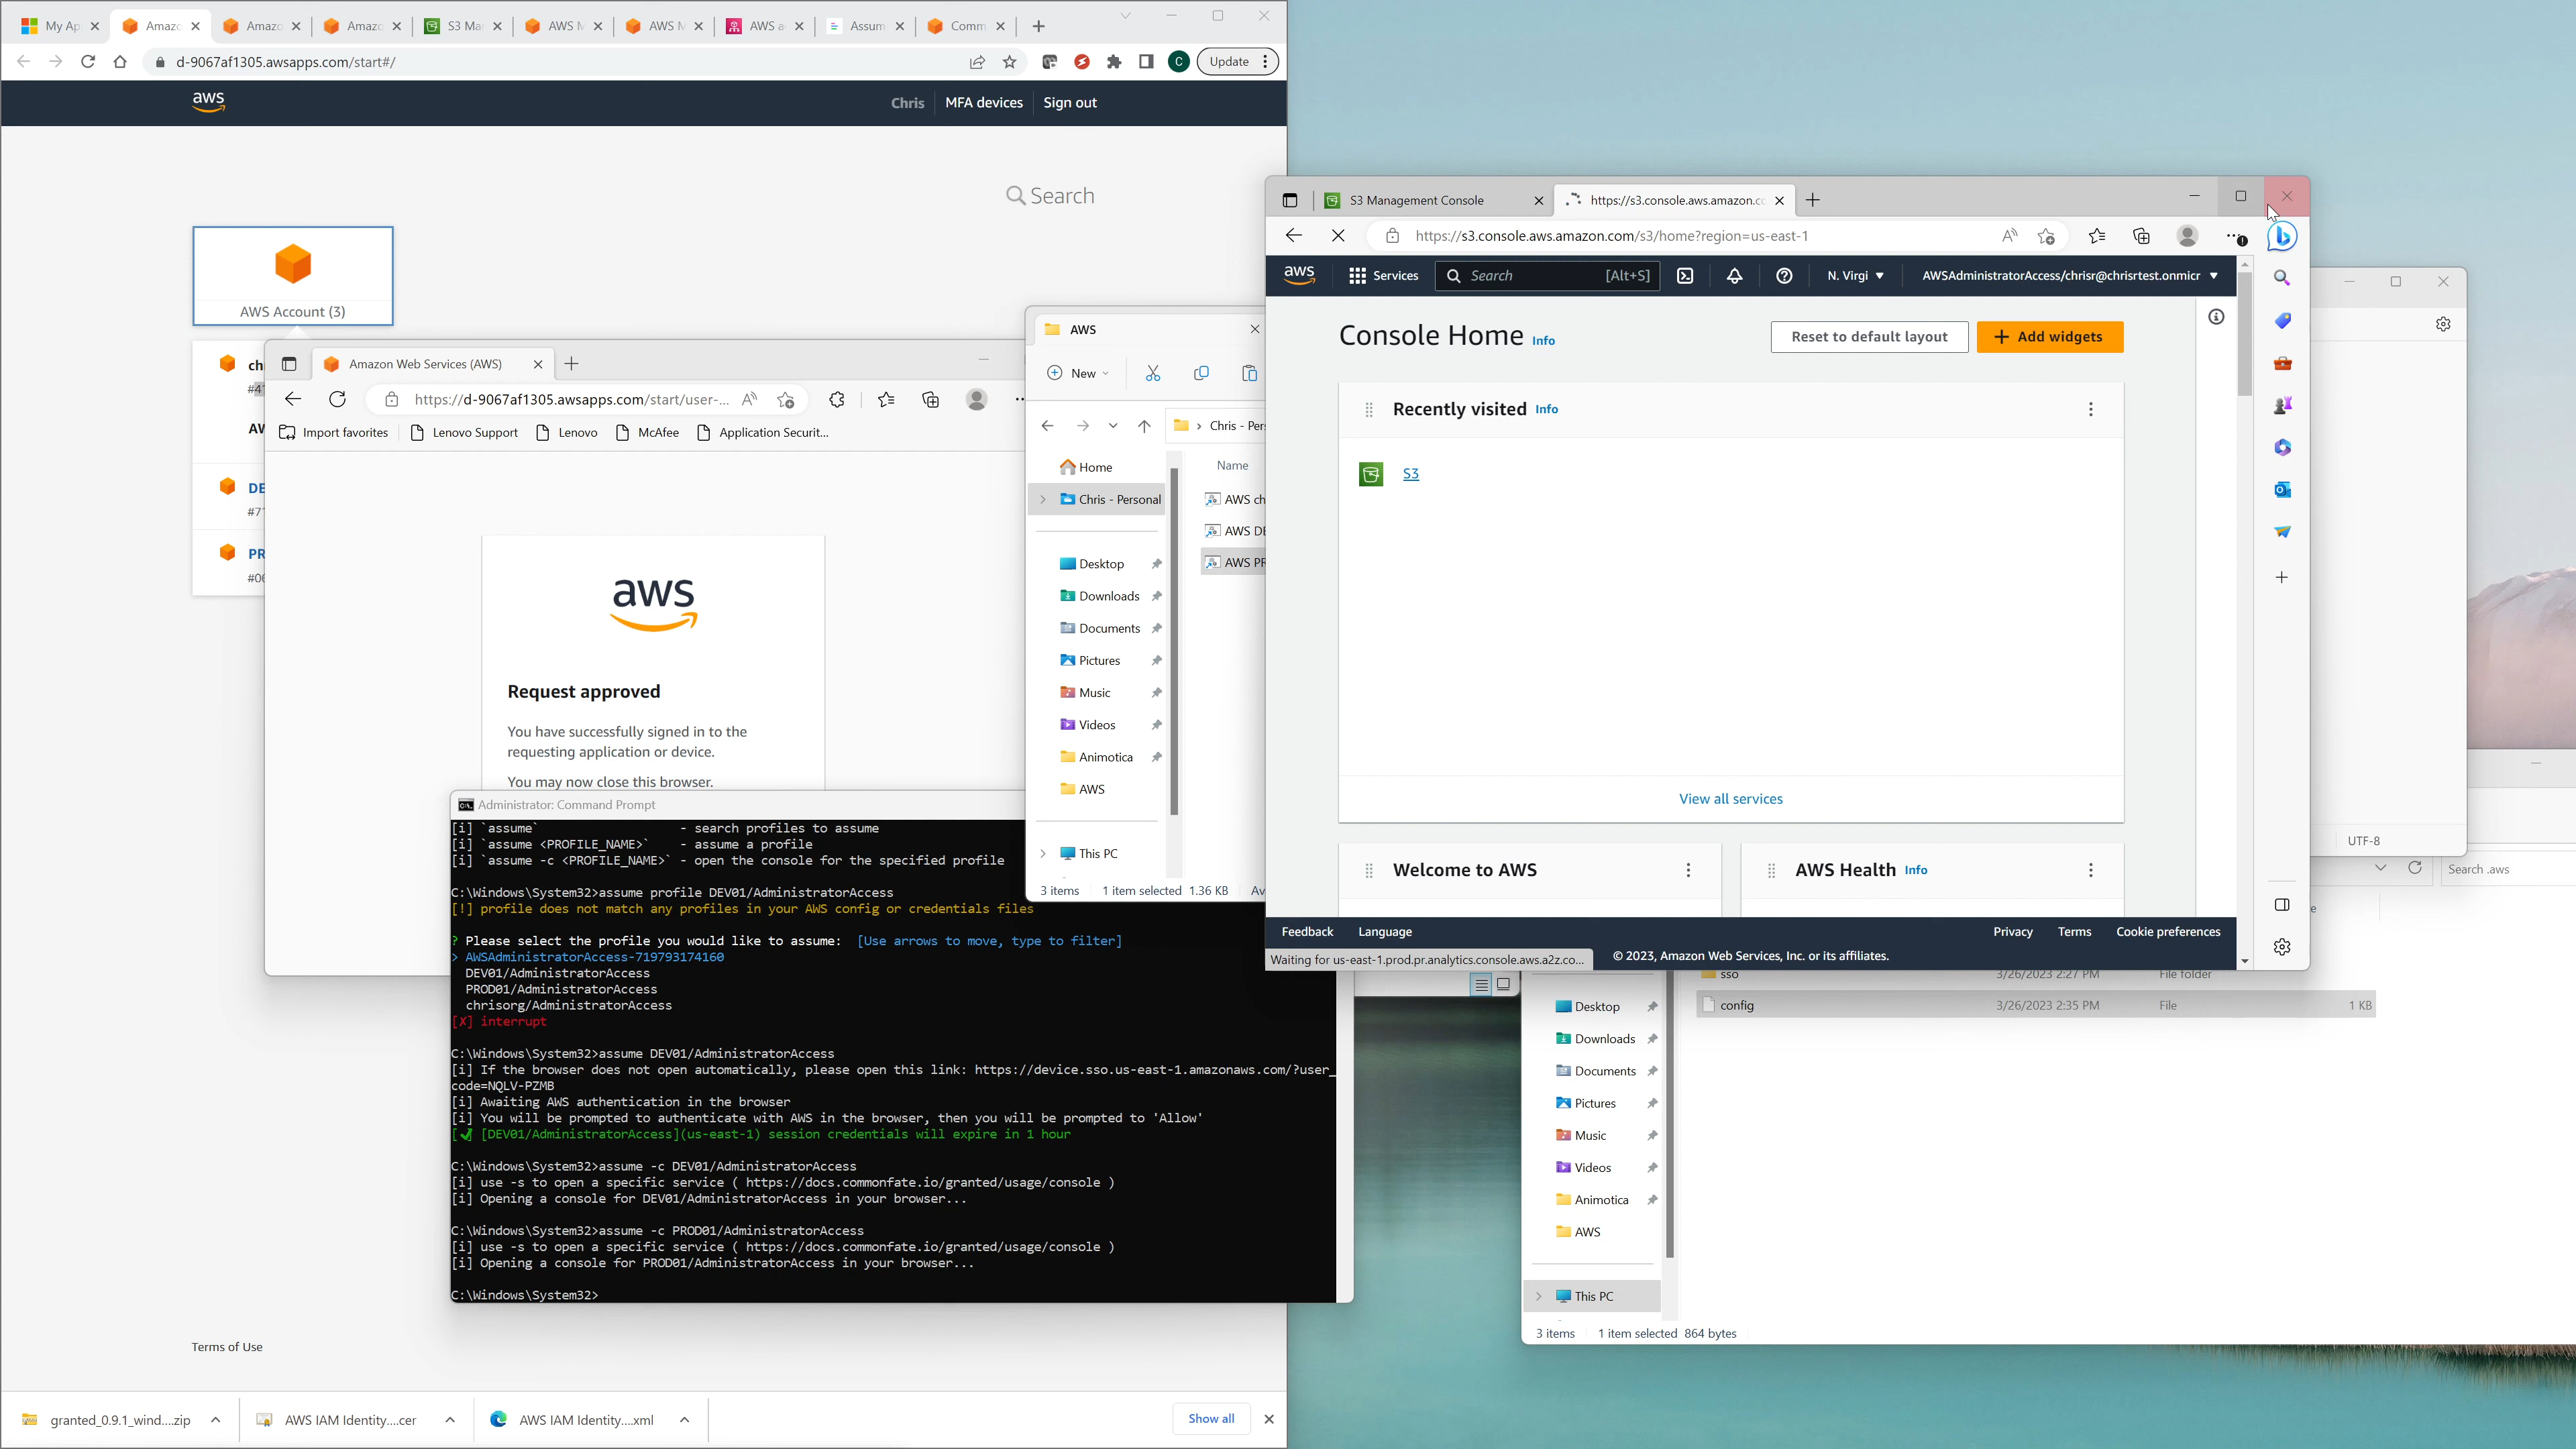 My Ap
Amazo
Amazo
Amazo
S3 Ma
AWS M
AWS M
AWS a
Assum
Comm
d-9067af1305.awsapps.com/start#/
C
Update
aws
Chris
MFA devices
Sign out
Search
AWS Account (3)
ch
#4
AW
DE
#71
PR
#06
Terms of Use
granted_0.9.1_wind....zip
AWS IAM Identity....cer
AWS IAM Identity....xml
Show all
Amazon Web Services (AWS)
https://d-9067af1305.awsapps.com/start/user-...
Import favorites
Lenovo Support
Lenovo
McAfee
Application Securit...
aws
Request approved
You have successfully signed in to the
requesting application or device.
You may now close this browser.
AWS
New
Chris - Pers
Home
Chris - Personal
Desktop
Downloads
Documents
Pictures
Music
Videos
Animotica
AWS
This PC
Name
AWS ch
AWS DE
AWS PR
3 items 1 item selected 1.36 KB Av
Administrator: Command Prompt
[i] `assume` - search profiles to assume
[i] `assume <PROFILE_NAME>` - assume a profile
[i] `assume -c <PROFILE_NAME>` - open the console for the specified profile
C:\Windows\System32>assume profile DEV01/AdministratorAccess
[!] profile does not match any profiles in your AWS config or credentials files
? Please select the profile you would like to assume: [Use arrows to move, type to filter]
> AWSAdministratorAccess-719793174160
DEV01/AdministratorAccess
PROD01/AdministratorAccess
chrisorg/AdministratorAccess
[✗] interrupt
C:\Windows\System32>assume DEV01/AdministratorAccess
[i] If the browser does not open automatically, please open this link: https://device.sso.us-east-1.amazonaws.com/?user_
code=NQLV-PZMB
[i] Awaiting AWS authentication in the browser
[i] You will be prompted to authenticate with AWS in the browser, then you will be prompted to 'Allow'
[✔] [DEV01/AdministratorAccess](us-east-1) session credentials will expire in 1 hour
C:\Windows\System32>assume -c DEV01/AdministratorAccess
[i] use -s to open a specific service ( https://docs.commonfate.io/granted/usage/console )
[i] Opening a console for DEV01/AdministratorAccess in your browser...
C:\Windows\System32>assume -c PROD01/AdministratorAccess
[i] use -s to open a specific service ( https://docs.commonfate.io/granted/usage/console )
[i] Opening a console for PROD01/AdministratorAccess in your browser...
C:\Windows\System32>
S3 Management Console
https://s3.console.aws.amazon.co
https://s3.console.aws.amazon.com/s3/home?region=us-east-1
aws
Services
Search [Alt+S]
N. Virgi
AWSAdministratorAccess/chrisr@chrisrtest.onmicr
Console Home Info
Reset to default layout
Add widgets
Recently visited Info
S3
View all services
Welcome to AWS
AWS Health Info
Feedback
Language
Privacy
Terms
Cookie preferences
Waiting for us-east-1.prod.pr.analytics.console.aws.a2z.co...
© 2023, Amazon Web Services, Inc. or its affiliates.
UTF-8
Search .aws
sso 3/26/2023 2:27 PM File folder
config 3/26/2023 2:35 PM File 1 KB
Desktop
Downloads
Documents
Pictures
Music
Videos
Animotica
AWS
This PC
3 items 1 item selected 864 bytes